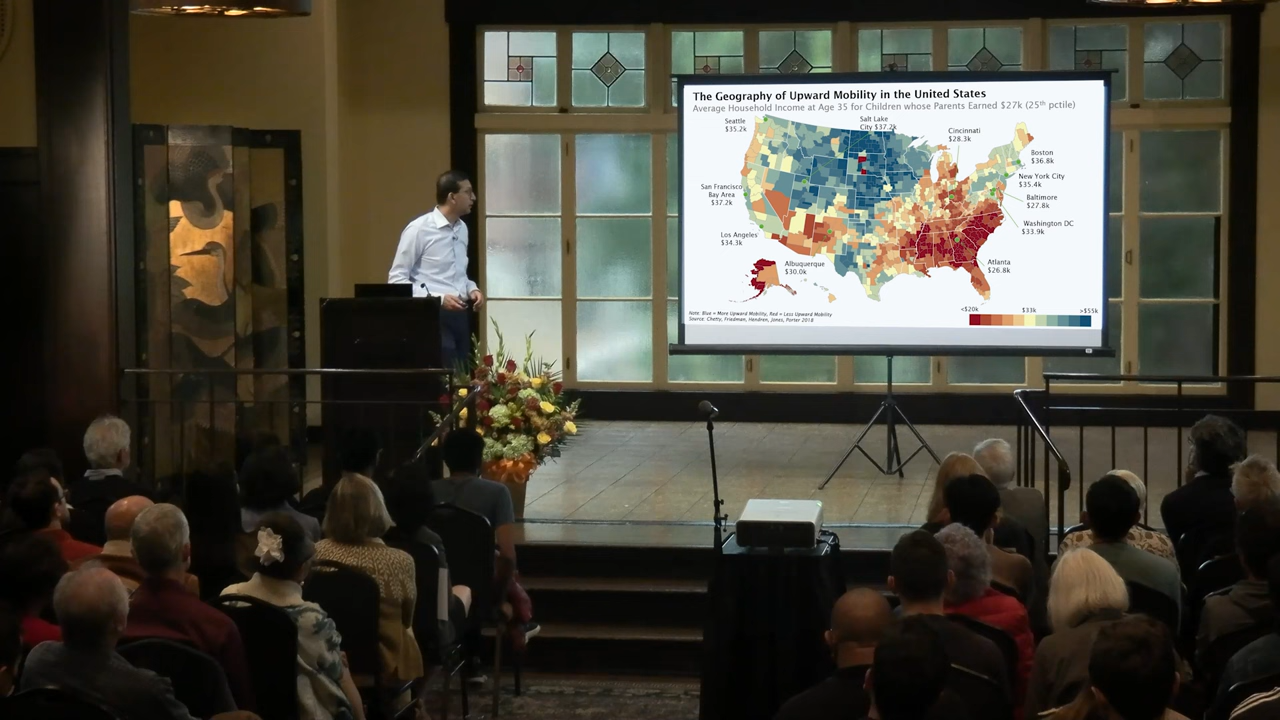 The Geography of Upward Mobility in the United States
Average Household Income at Age 35 for Children whose Parents Earned $27k (25th pctile)
Seattle
$35.2k
Salt Lake
City $37.2k
Cincinnati
$28.3k
Boston
$36.8k
New York City
$35.4k
San Francisco
Bay Area
$37.2k
Baltimore
$27.8k
Washington DC
$33.9k
Los Angeles
$34.3k
Albuquerque
$30.0k
Atlanta
$26.8k
<$20k
$33k
>$55k
Note: Blue = More Upward Mobility, Red = Less Upward Mobility
Source: Chetty, Friedman, Hendren, Jones, Porter 2018